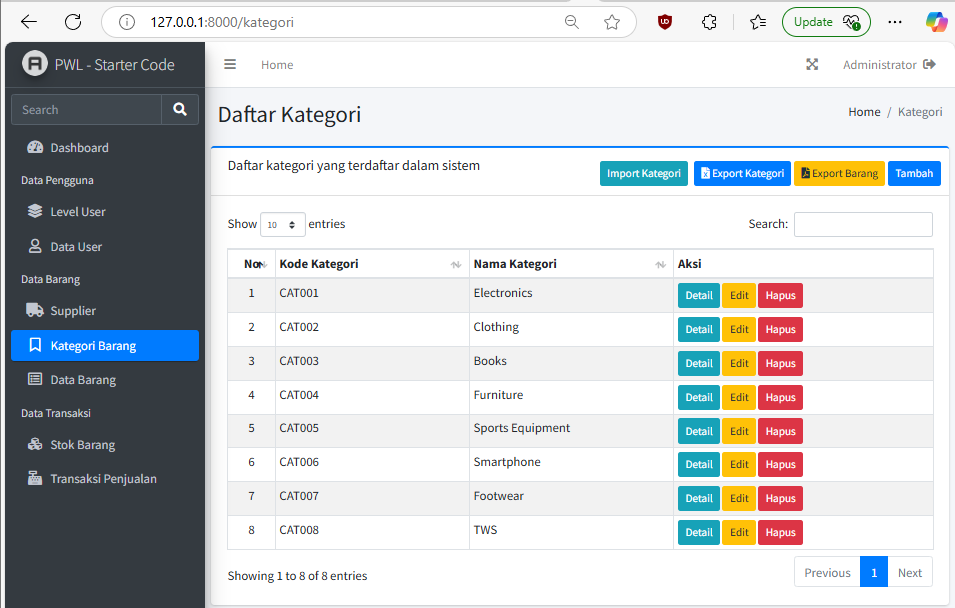 127.0.0.1:8000/kategori
Update
PWL - Starter Code
Home
Administrator
Search
Daftar Kategori
Home / Kategori
Dashboard
Data Pengguna
Level User
Data User
Data Barang
Supplier
Kategori Barang
Data Barang
Data Transaksi
Stok Barang
Transaksi Penjualan
Daftar kategori yang terdaftar dalam sistem
Import Kategori Export Kategori Export Barang Tambah
Show 10 entries
Search:
No Kode Kategori Nama Kategori Aksi
1 CAT001 Electronics Detail Edit Hapus
2 CAT002 Clothing Detail Edit Hapus
3 CAT003 Books Detail Edit Hapus
4 CAT004 Furniture Detail Edit Hapus
5 CAT005 Sports Equipment Detail Edit Hapus
6 CAT006 Smartphone Detail Edit Hapus
7 CAT007 Footwear Detail Edit Hapus
8 CAT008 TWS Detail Edit Hapus
Showing 1 to 8 of 8 entries
Previous 1 Next